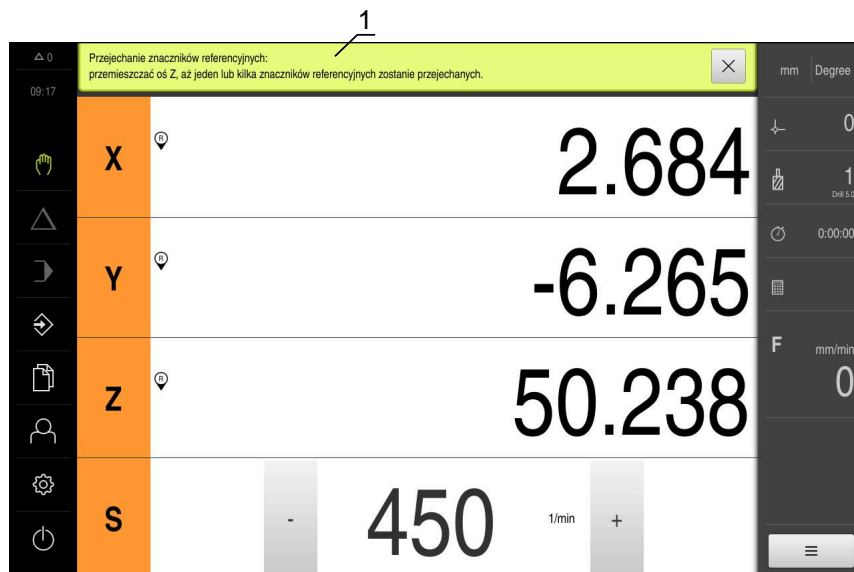 1
0
09:17
Przejechanie znaczników referencyjnych:
przemieszczać oś Z, aż jeden lub kilka znaczników referencyjnych zostanie przejechanych.
mm Degree
X R 2.684
Y R -6.265
Z R 50.238
S - 450 1/min +
0
1
Drill 5.0
0:00:00
F mm/min
0